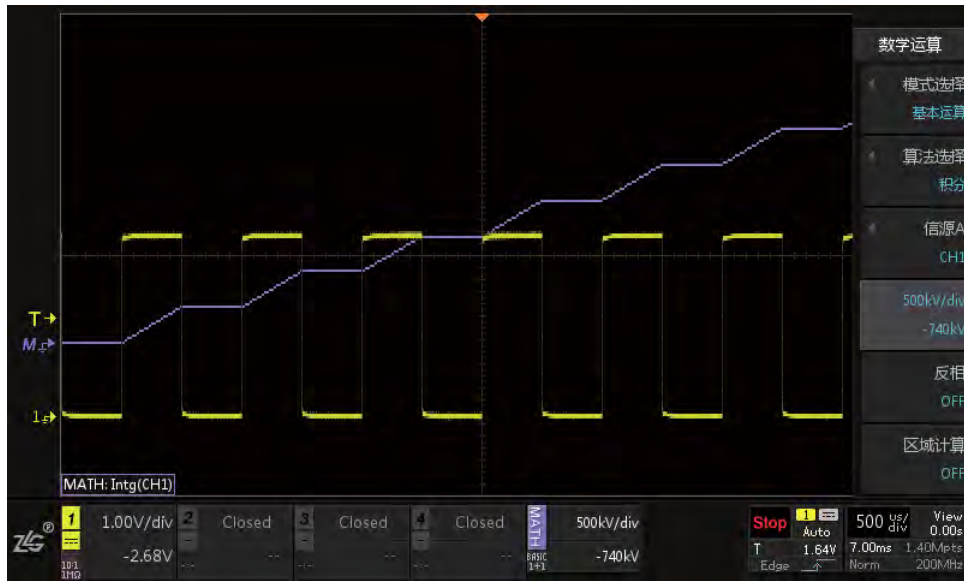 数学运算
模式选择
基本运算
算法选择
积分
信源A
CH1
500kV/div
-740kV
反相
OFF
区域计算
OFF
T
M
1
MATH: Intg(CH1)
ZLG®
1 1.00V/div -2.68V 10:1 1MΩ
2 Closed --
3 Closed --
4 Closed --
MATH BASIC 1+1 500kV/div -740kV
Stop 1 Auto
T 1.64V
Edge
500 us/div View 0.00s
7.00ms 1.40Mpts
Norm 200MHz